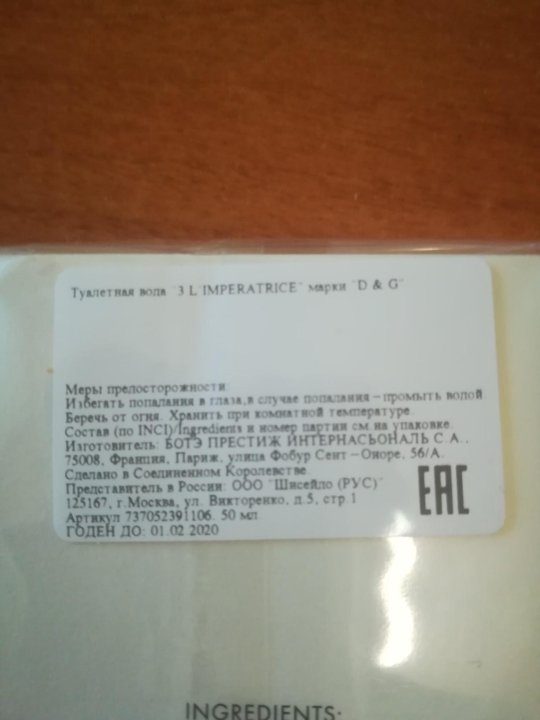 Туалетная вода "3 L'IMPERATRICE" марки "D & G"
Меры предосторожности:
Избегать попадания в глаза,в случае попадания – промыть водой.
Беречь от огня. Хранить при комнатной температуре.
Состав (по INCI)/Ingredients и номер партии см.на упаковке.
Изготовитель: БОТЭ ПРЕСТИЖ ИНТЕРНАСЬОНАЛЬ С.А.,
75008, Франция, Париж, улица Фобур Сент – Оноре, 56/А.
Сделано в Соединенном Королевстве.
Представитель в России: ООО "Шисейдо (РУС)"
125167, г.Москва, ул. Викторенко, д.5, стр.1
Артикул 737052391106. 50 мл.
ГОДЕН ДО: 01.02 2020
EAC
INGREDIENTS: